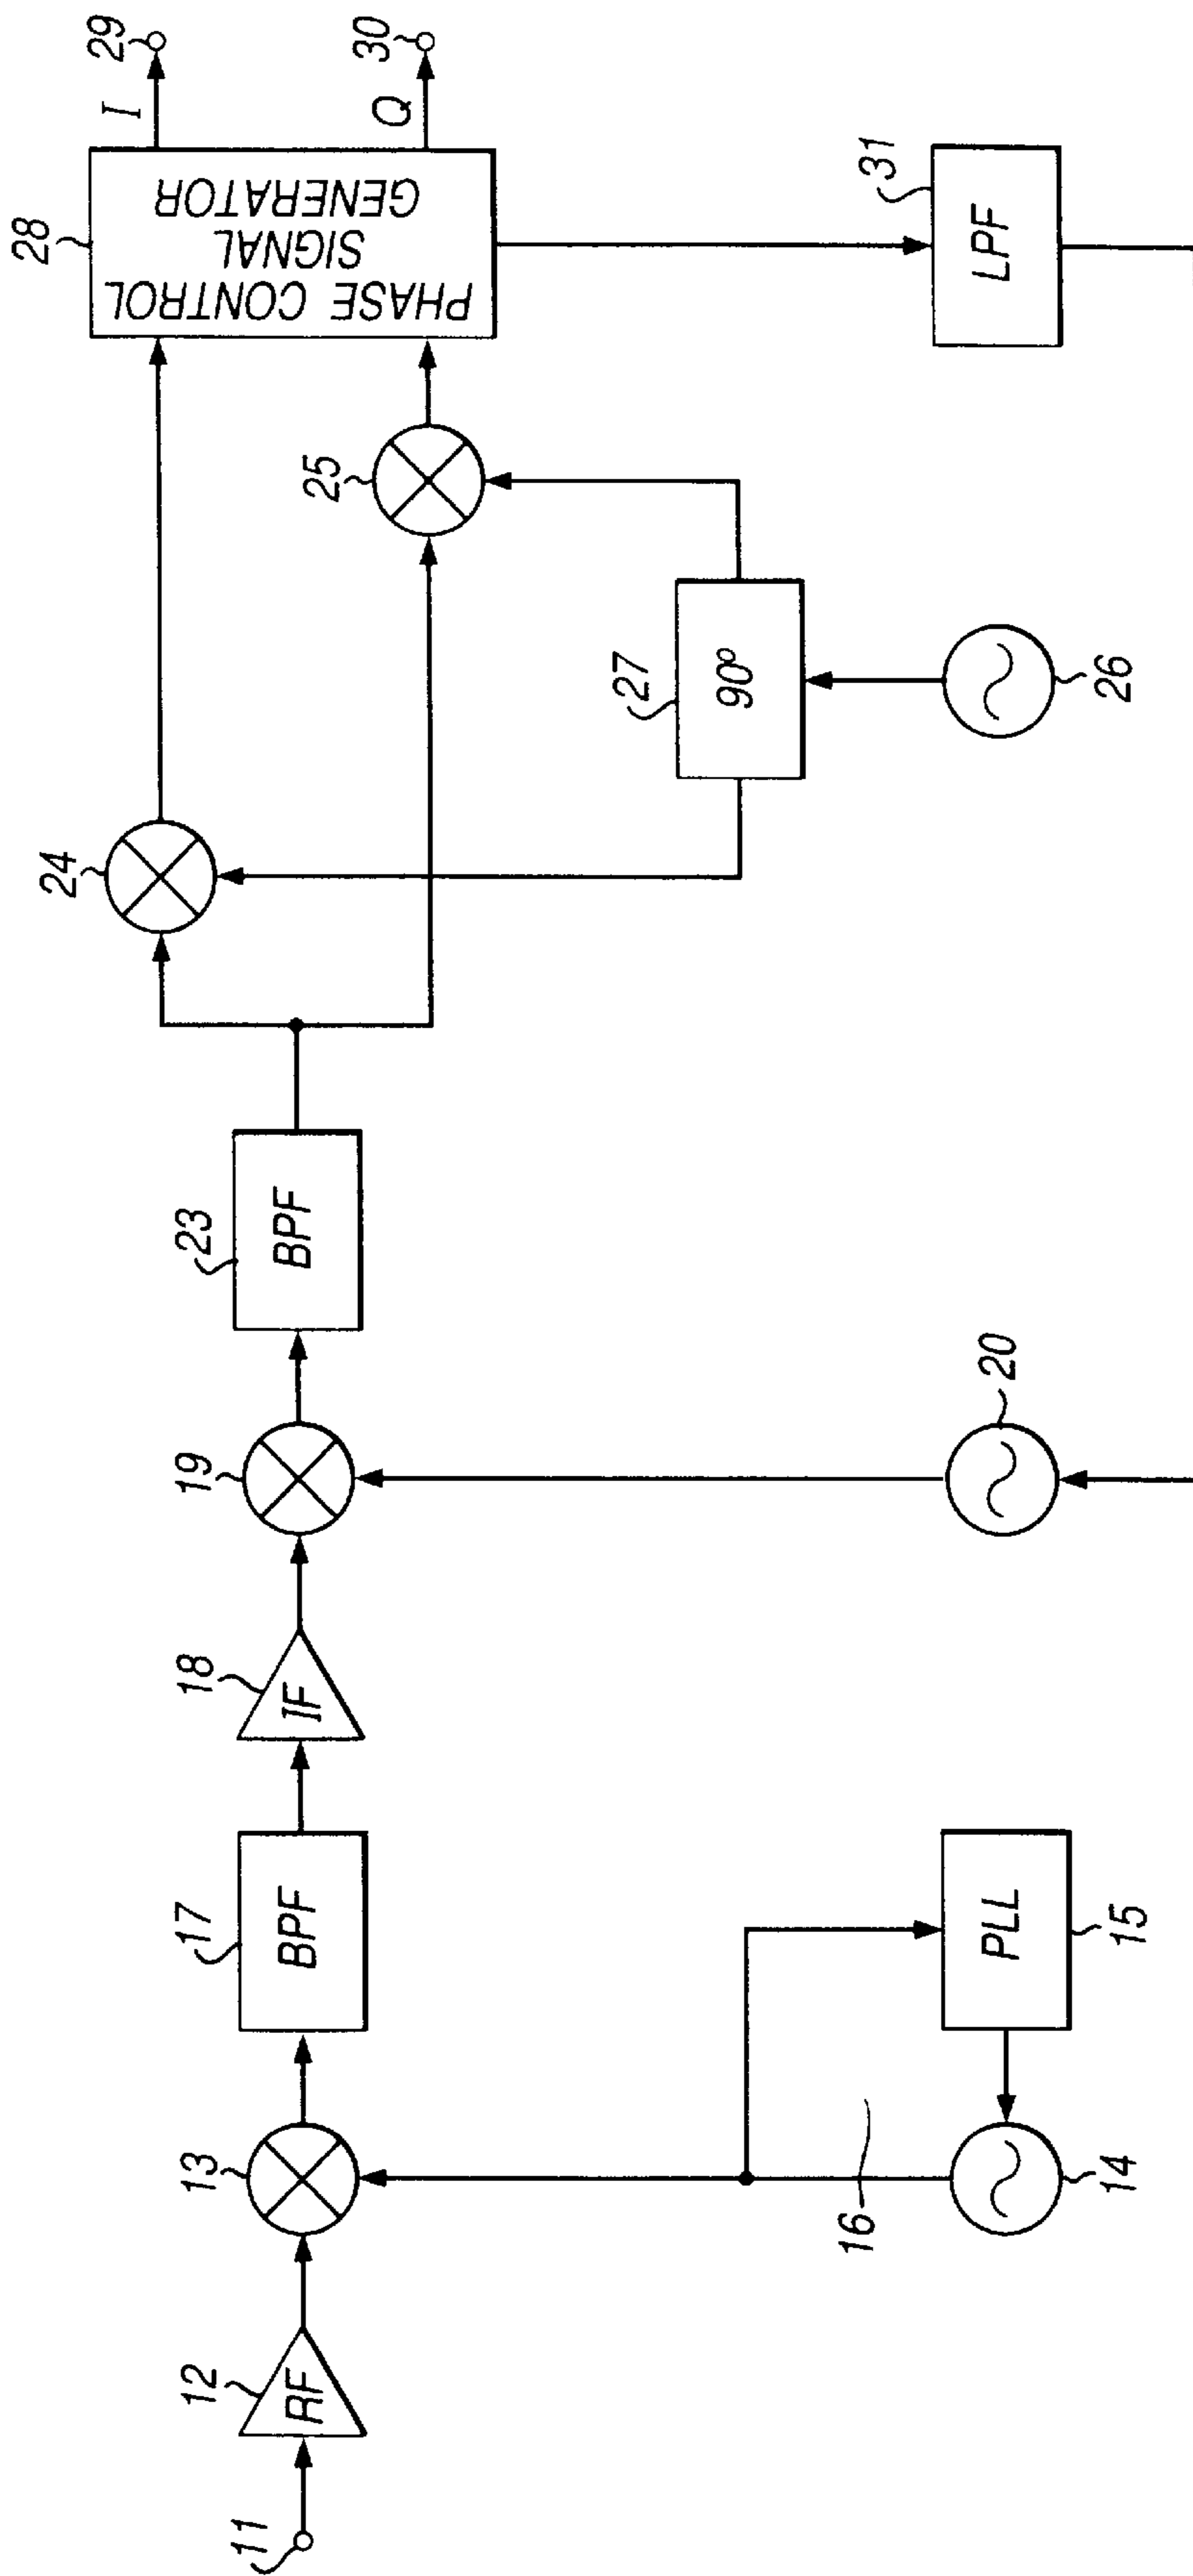 11
12
RF
13
16
14
PLL
15
17
BPF
18
IF
19
20
23
BPF
24
25
27
90°
26
28
PHASE CONTROL
SIGNAL
GENERATOR
I
29
Q
30
31
LPF